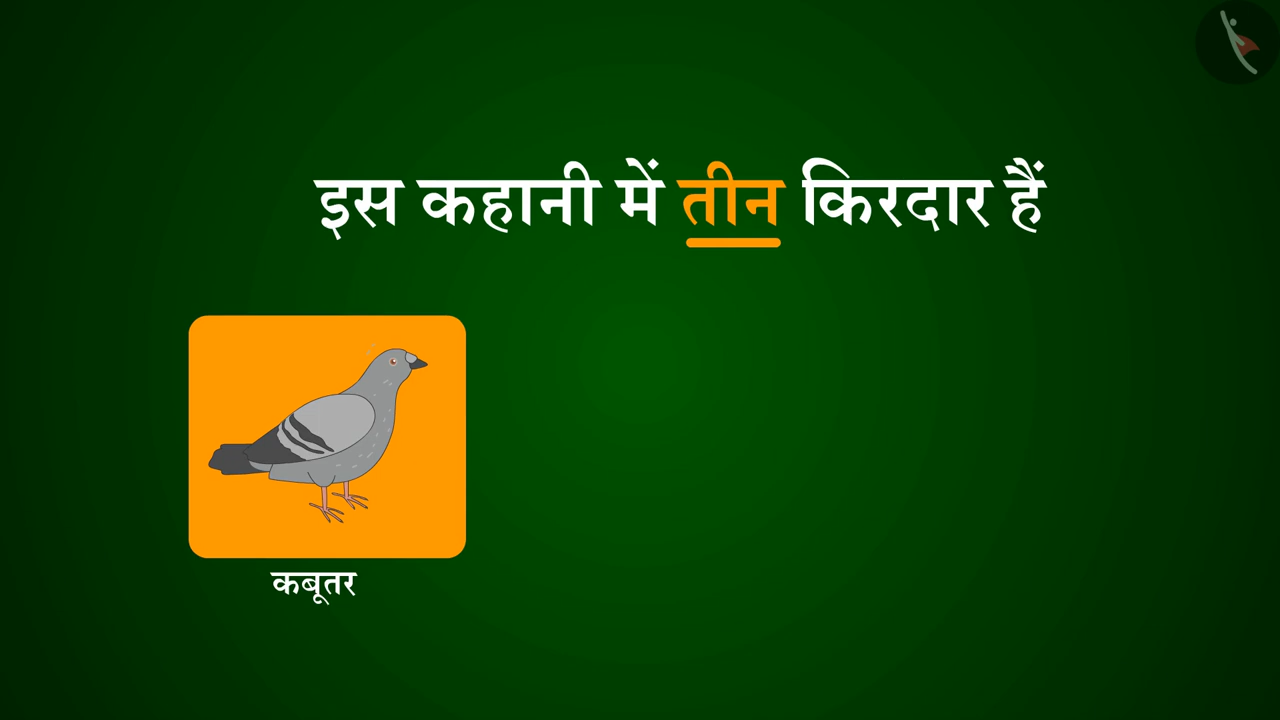 इस कहानी में तीन किरदार हैं
कबूतर